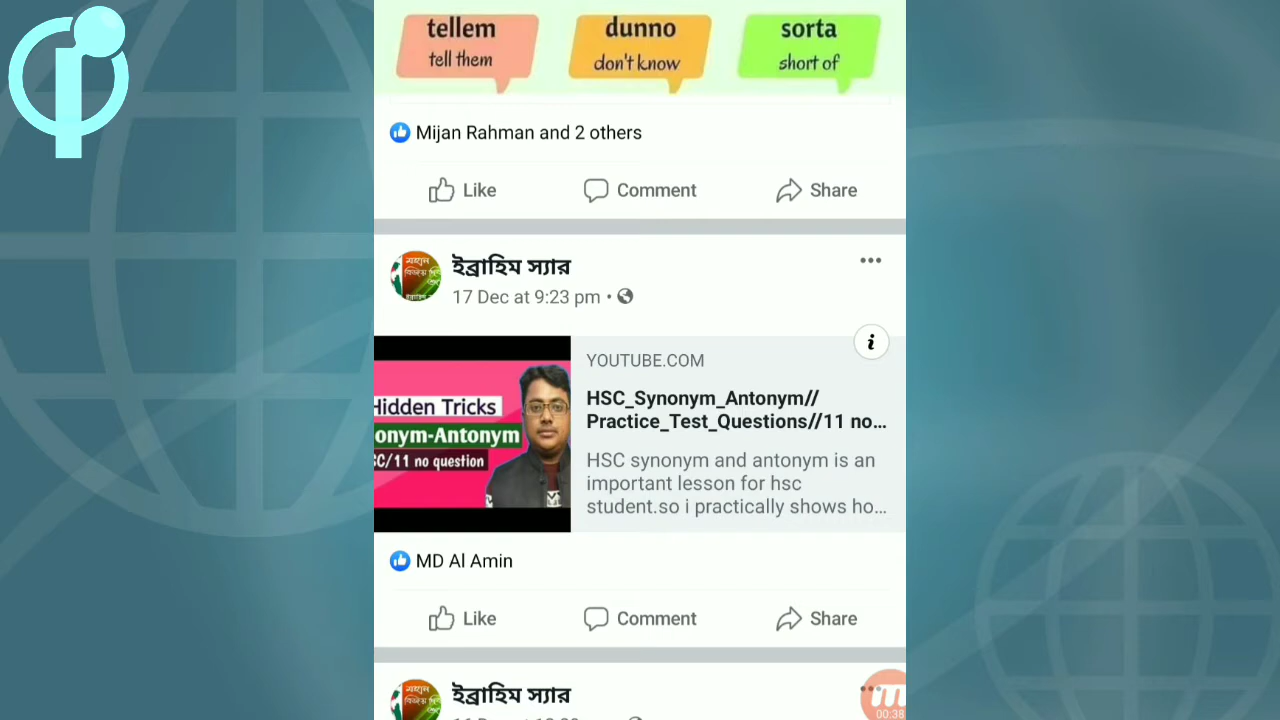 tellem
tell them
dunno
don't know
sorta
short of
Mijan Rahman and 2 others
Like
Comment
Share
ইব্রাহিম স্যার
17 Dec at 9:23 pm •
YOUTUBE.COM
HSC_Synonym_Antonym//
Practice_Test_Questions//11 no...
HSC synonym and antonym is an
important lesson for hsc
student.so i practically shows ho...
Hidden Tricks
onym-Antonym
SC/11 no question
MD Al Amin
Like
Comment
Share
ইব্রাহিম স্যার
00:38